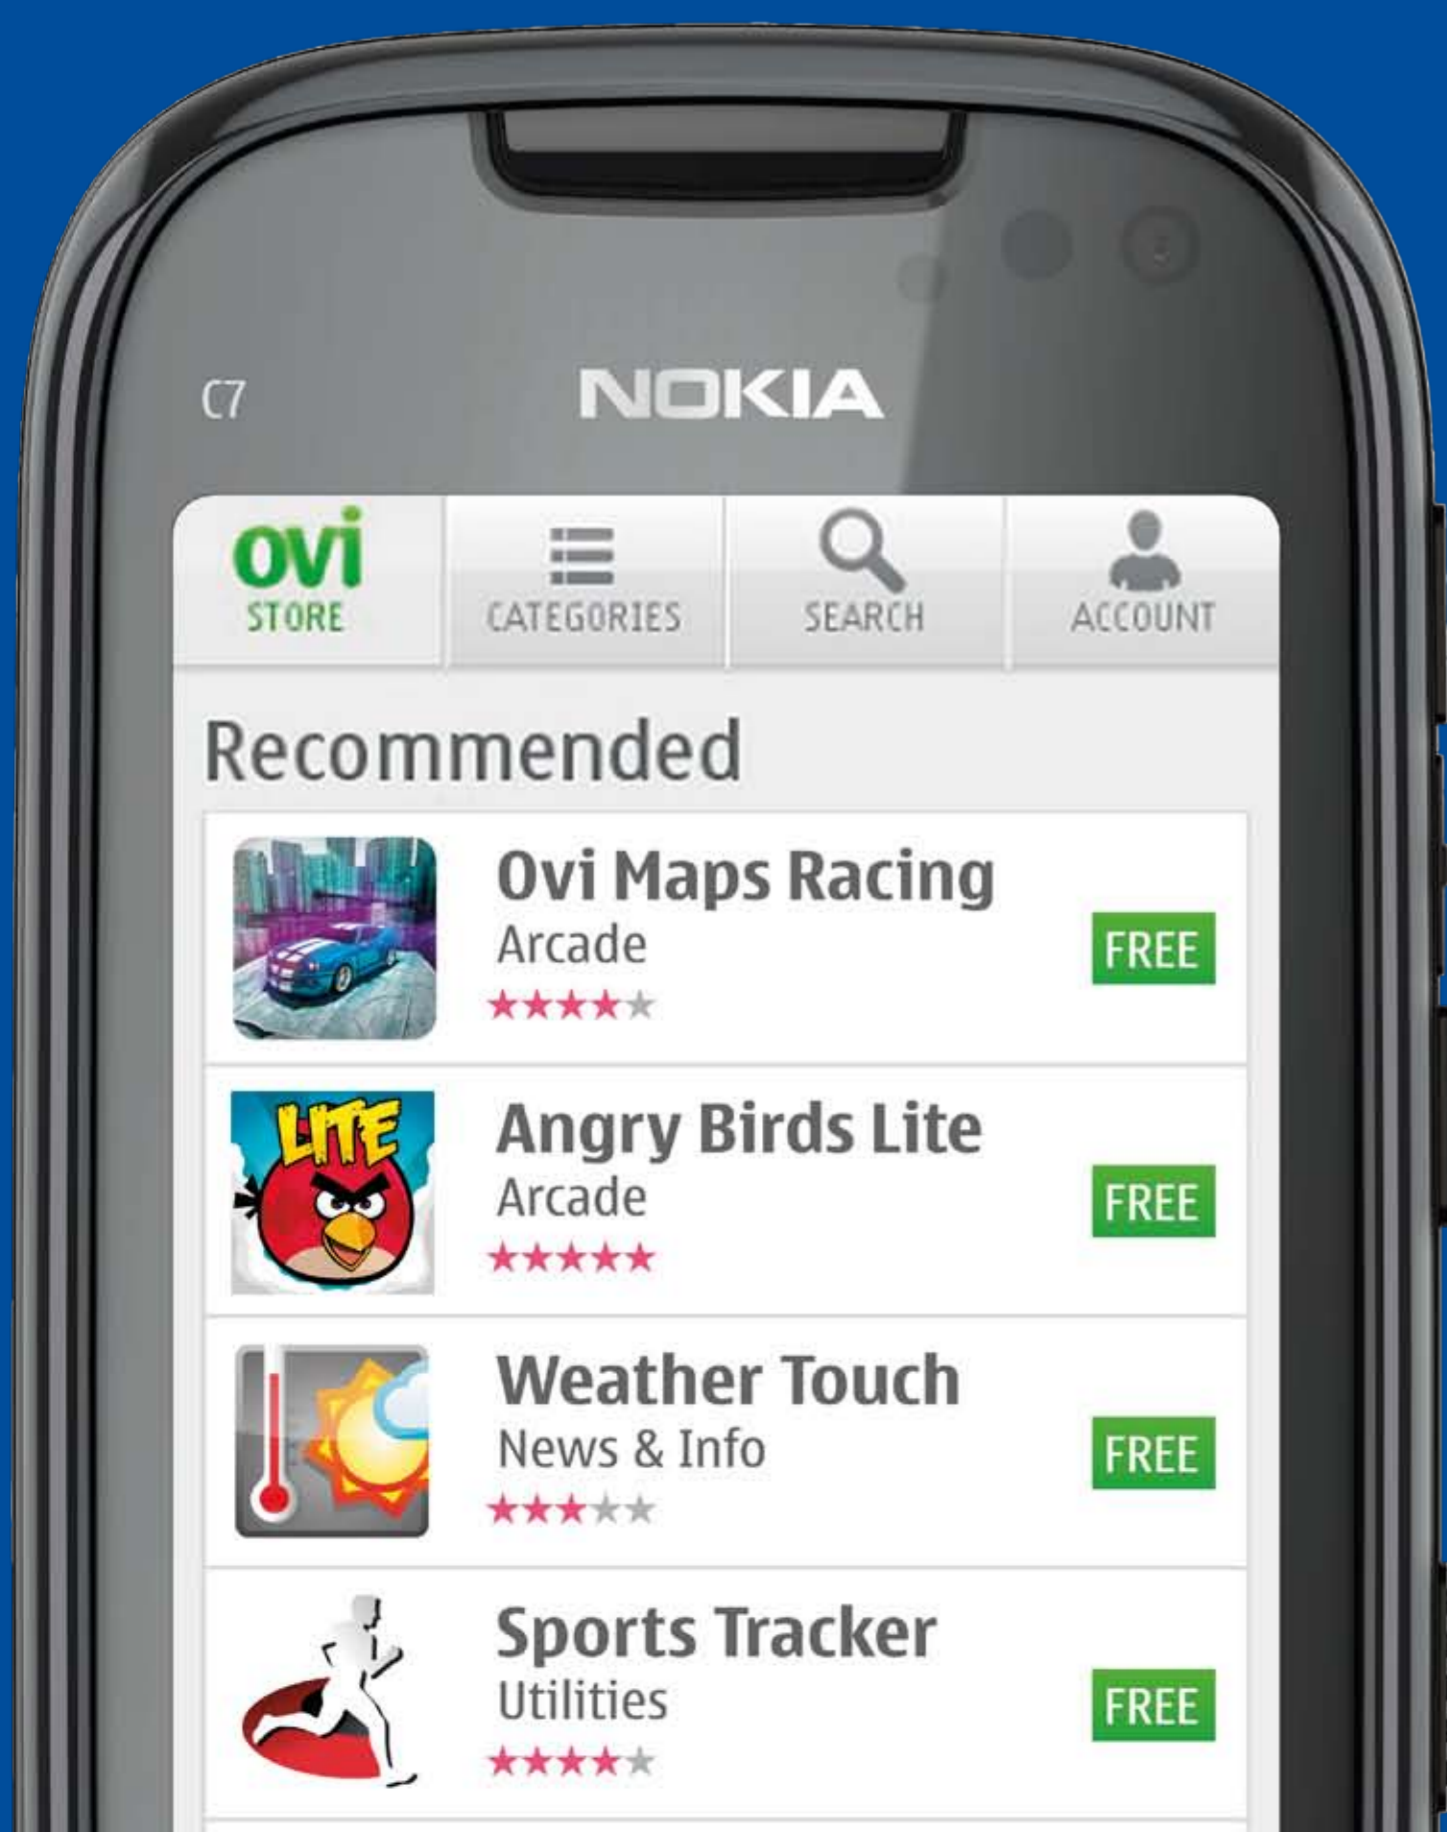 C7
NOKIA
ovi
STORE
CATEGORIES
SEARCH
ACCOUNT
Recommended
Ovi Maps Racing
Arcade
FREE
LITE
Angry Birds Lite
Arcade
FREE
Weather Touch
News & Info
FREE
Sports Tracker
Utilities
FREE